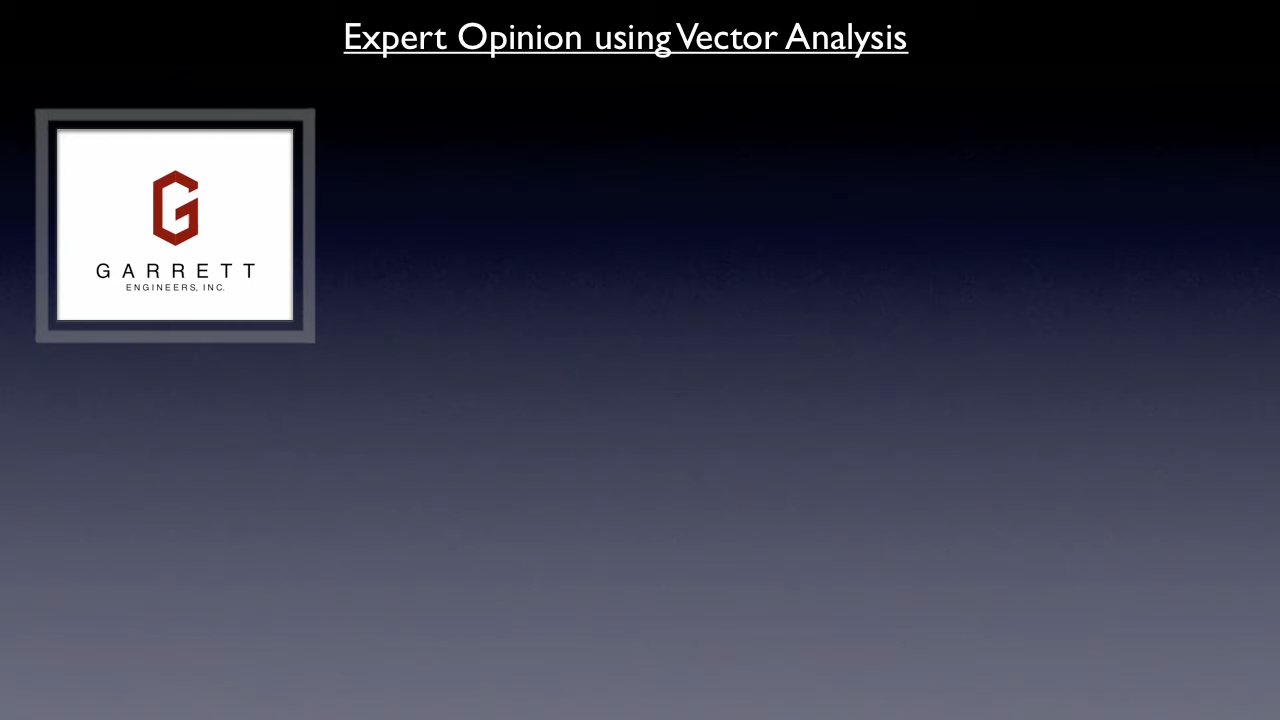 Expert Opinion using Vector Analysis
GARRETT
ENGINEERS, INC.